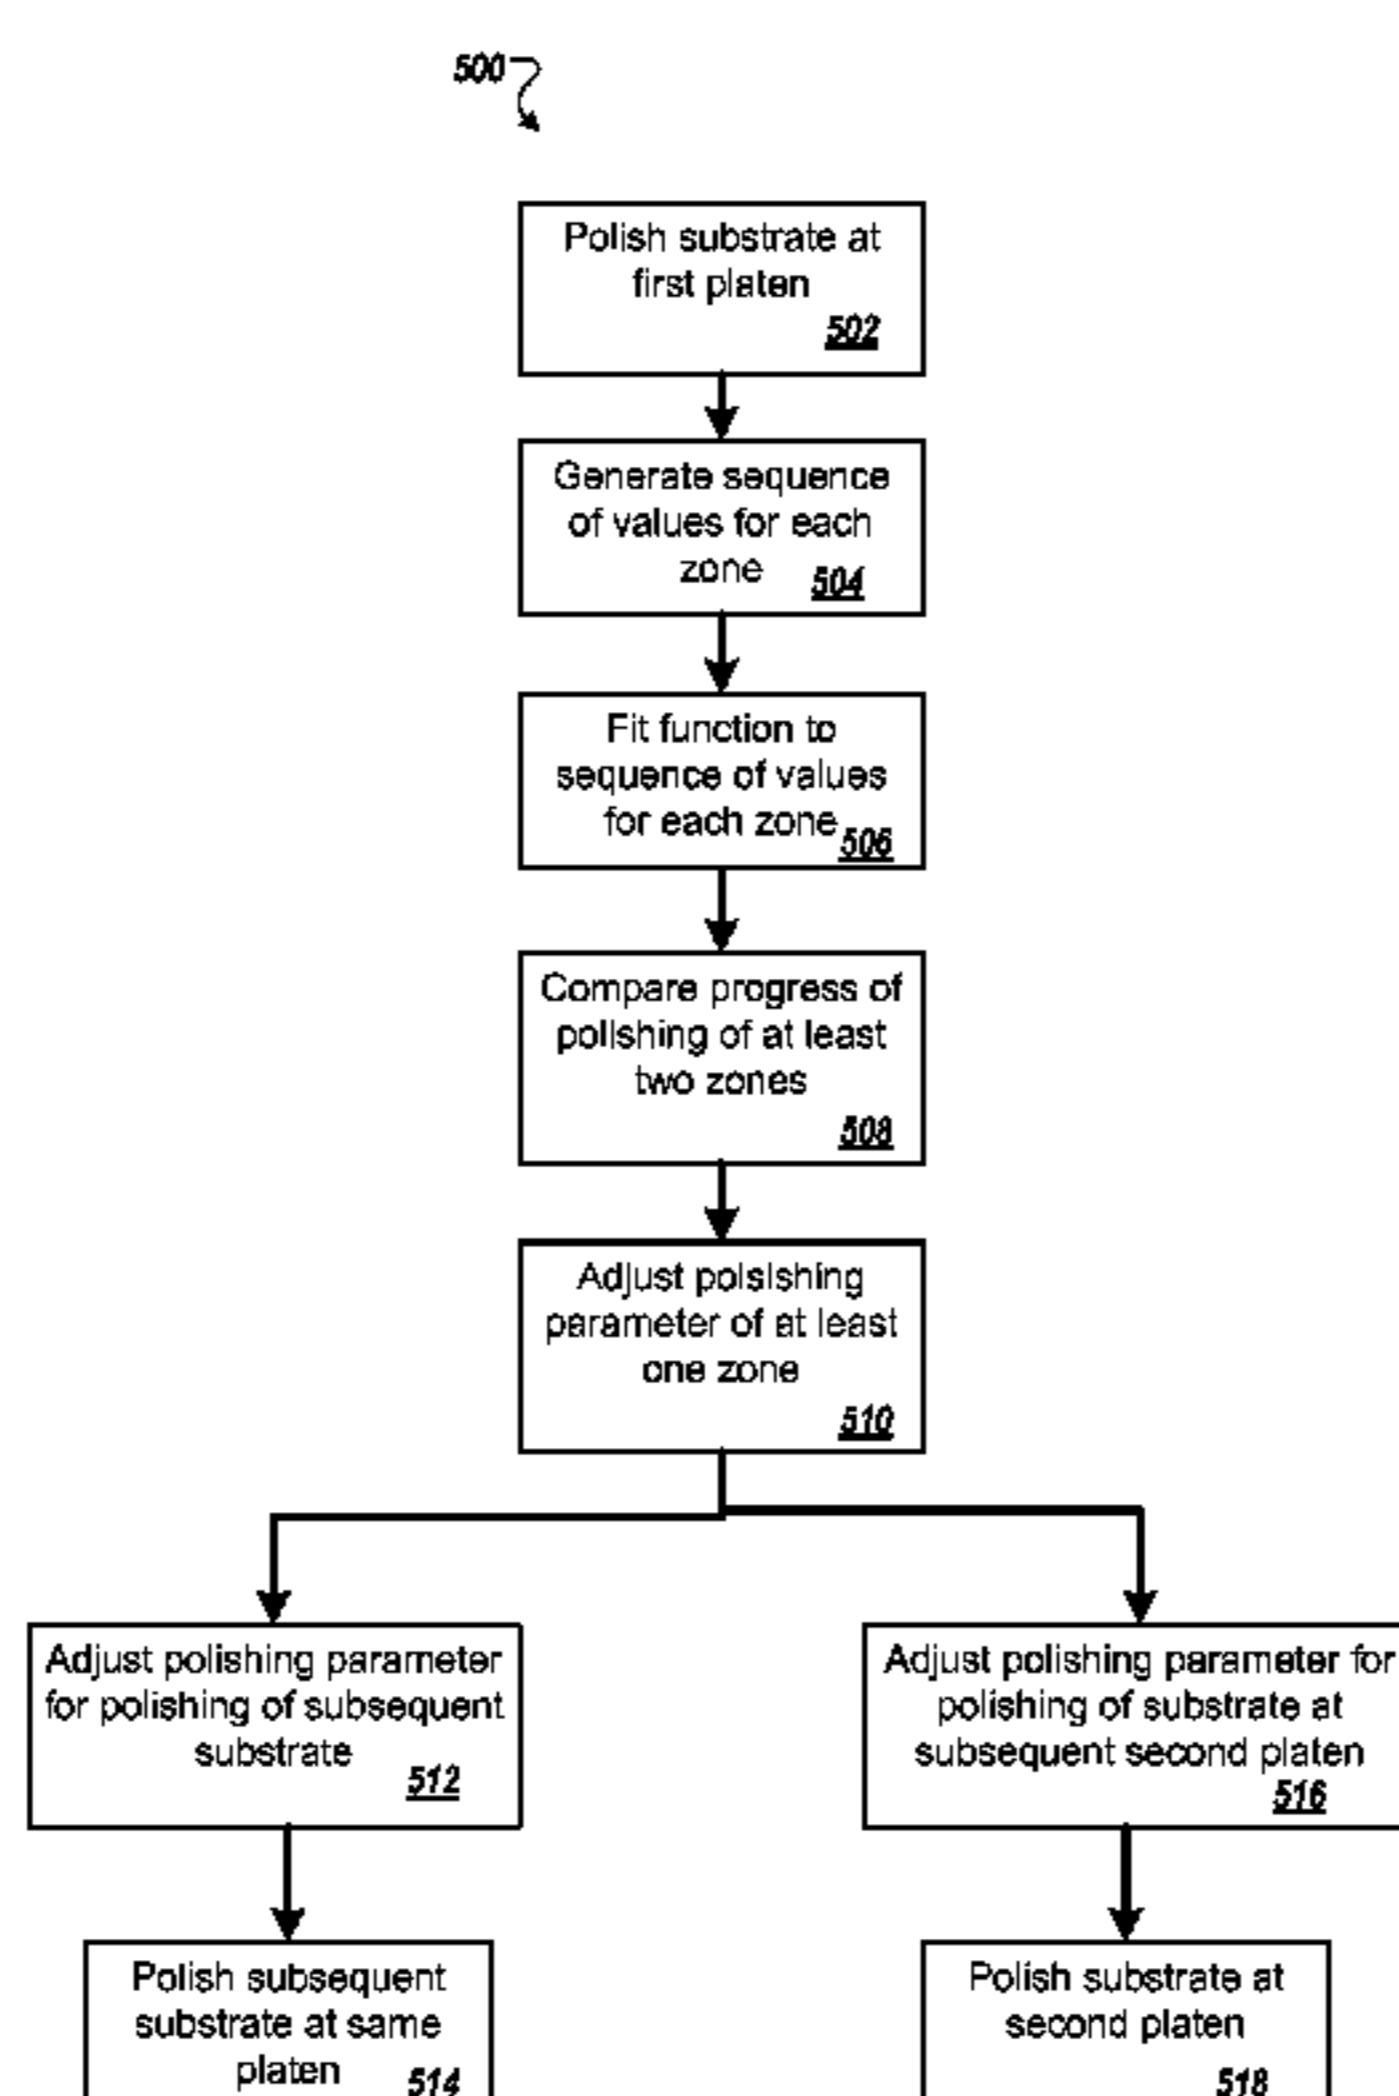 500
Polish substrate at
first platen
502
Generate sequence
of values for each
zone 504
Fit function to
sequence of values
for each zone 506
Compare progress of
polishing of at least
two zones
508
Adjust polsishing
parameter of at least
one zone
510
Adjust polishing parameter
for polishing of subsequent
substrate
512
Adjust polishing parameter for
polishing of substrate at
subsequent second platen
516
Polish subsequent
substrate at same
platen 514
Polish substrate at
second platen
518